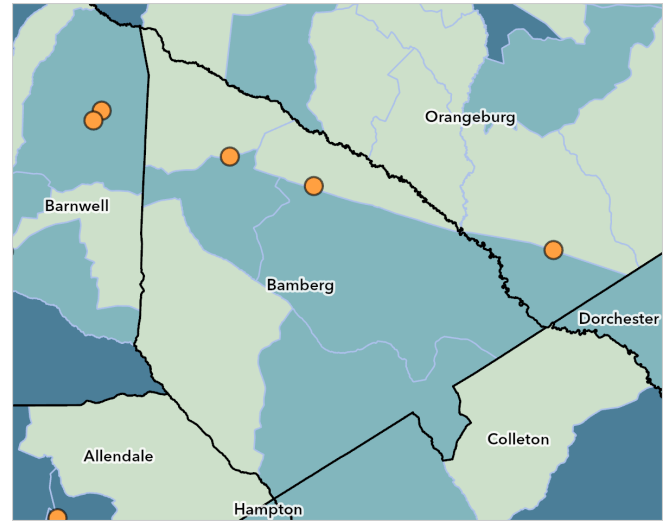 Orangeburg
Barnwell
Bamberg
Dorchester
Colleton
Allendale
Hampton